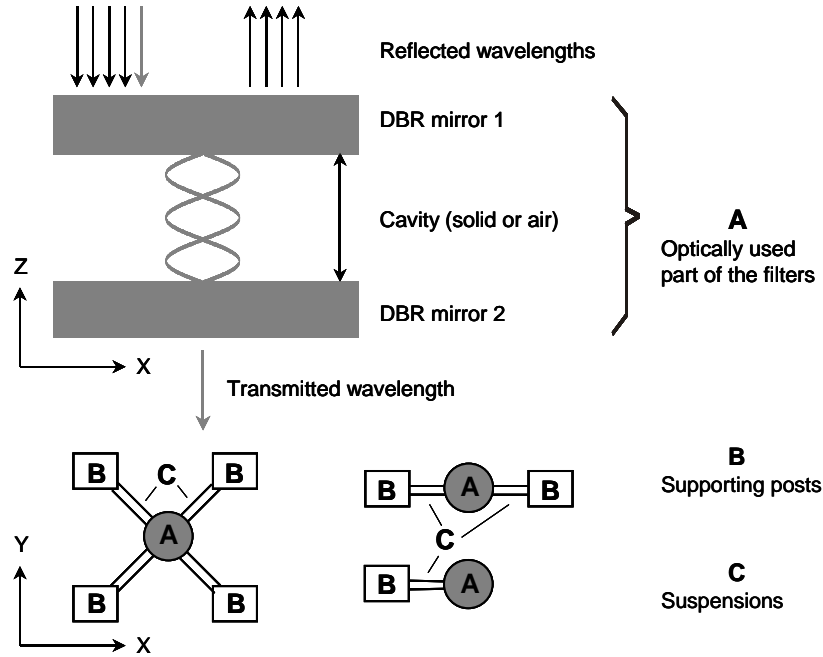 Reflected wavelengths
DBR mirror 1
Cavity (solid or air)
A
Optically used
part of the filters
Z
DBR mirror 2
X
Transmitted wavelength
B
C
B
B
A
B
B
Supporting posts
A
Y
C
B
A
C
Suspensions
B
B
X